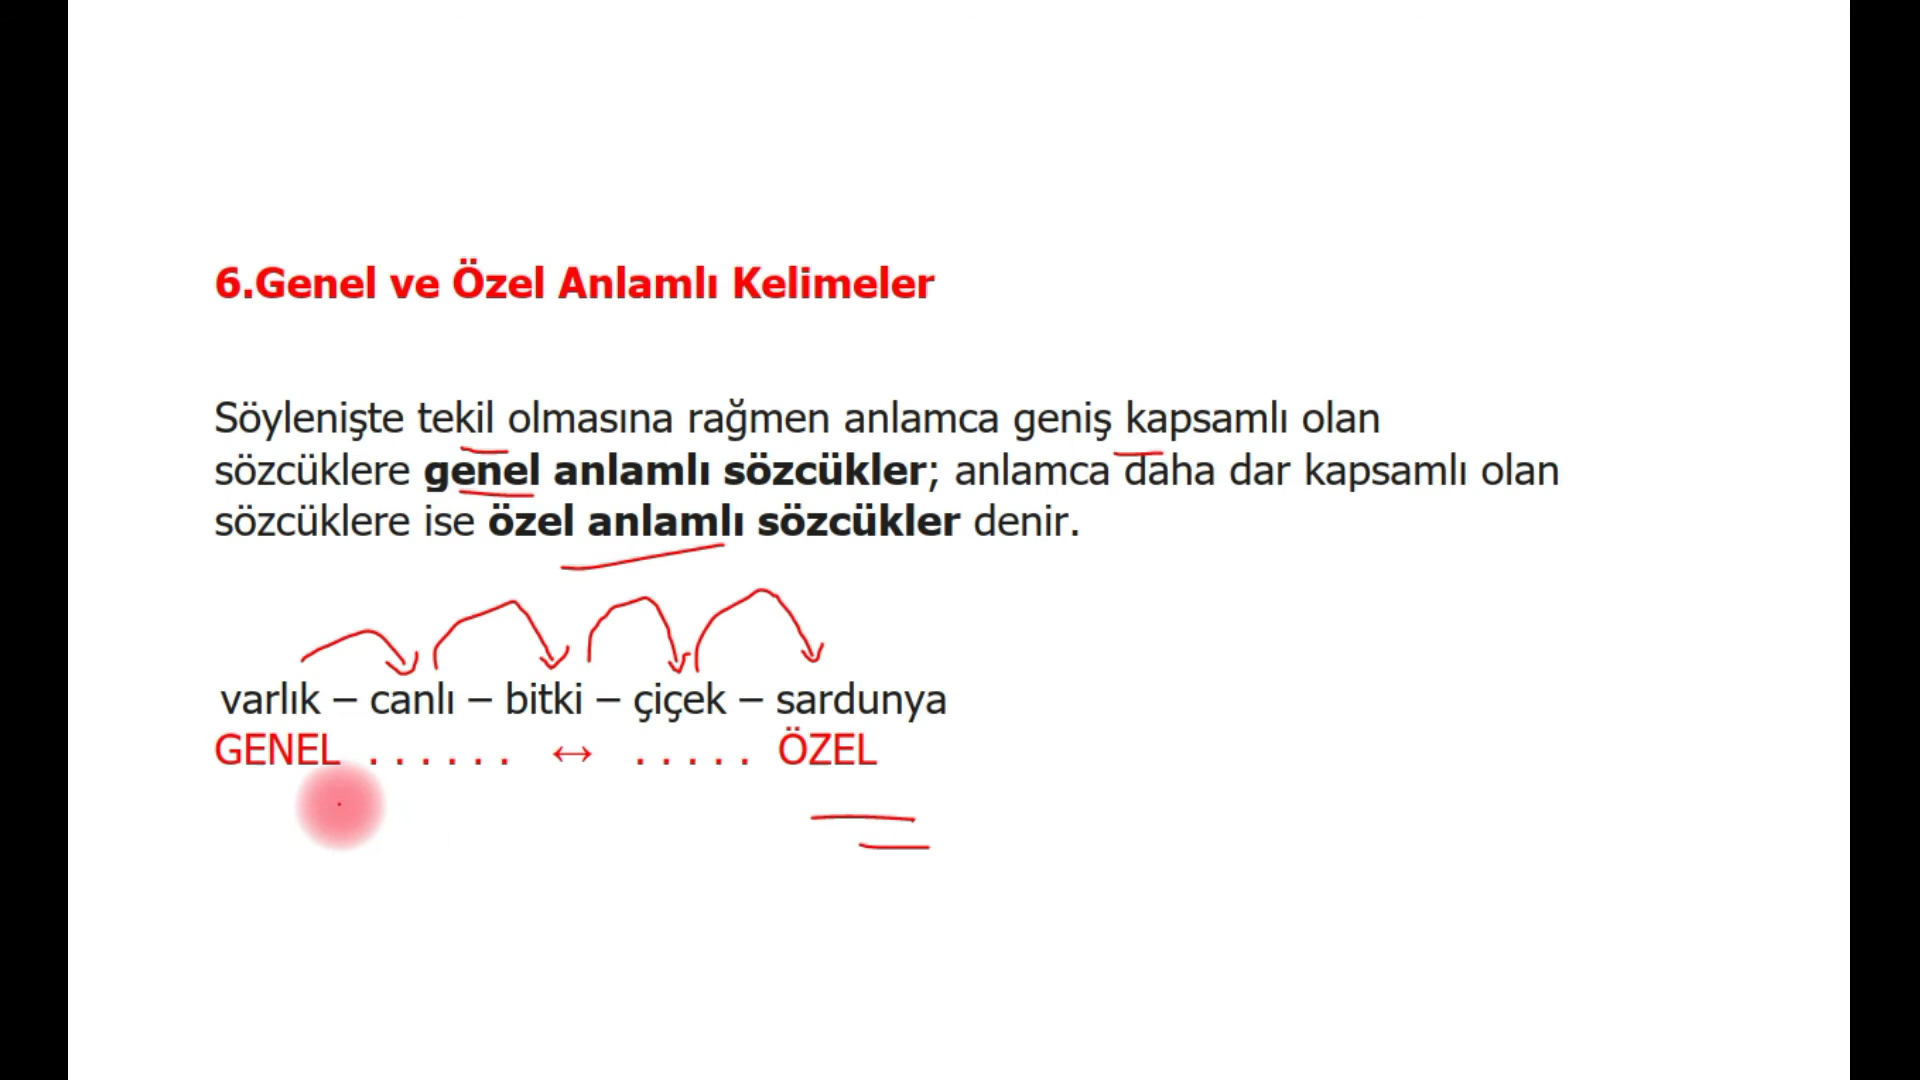 6.Genel ve Özel Anlamlı Kelimeler
Söylenişte tekil olmasına rağmen anlamca geniş kapsamlı olan
sözcüklere genel anlamlı sözcükler; anlamca daha dar kapsamlı olan
sözcüklere ise özel anlamlı sözcükler denir.
varlık – canlı – bitki – çiçek – sardunya
GENEL . . . . . . ↔ . . . . . ÖZEL